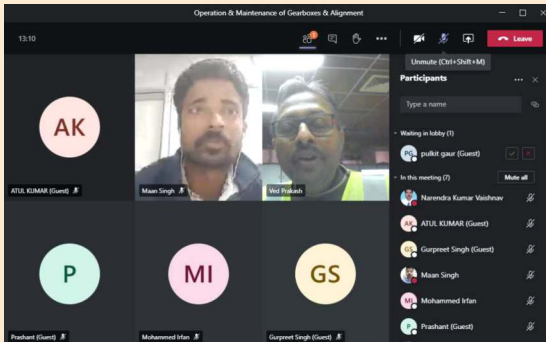 Operation & Maintenance of Gearboxes & Alignment
13:10
Leave
Unmute (Ctrl+Shift+M)
Participants
Type a name
Waiting in lobby (1)
PG pulkit gaur (Guest)
In this meeting (7)
Mute all
Narendra Kumar Vaishnav
AK ATUL KUMAR (Guest)
GS Gurpreet Singh (Guest)
Maan Singh
MI Mohammed Irfan
P Prashant (Guest)
AK
ATUL KUMAR (Guest)
Maan Singh
Ved Prakash
P
MI
GS
Prashant (Guest)
Mohammed Irfan
Gurpreet Singh (Guest)